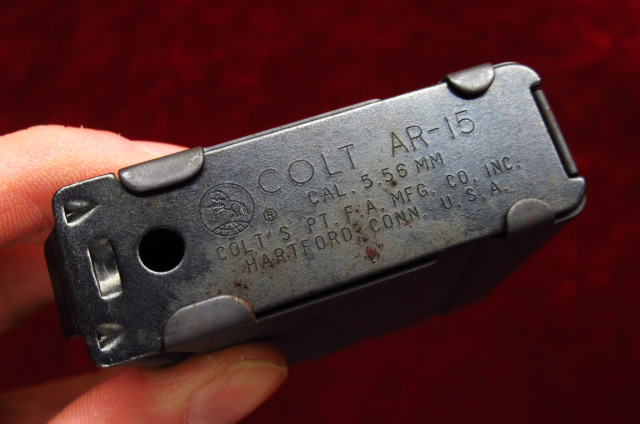 COLT AR-15
CAL. 5.56 MM
®
COLT'S PT. F.A. MFG. CO. INC.
HARTFORD, CONN. U.S.A.